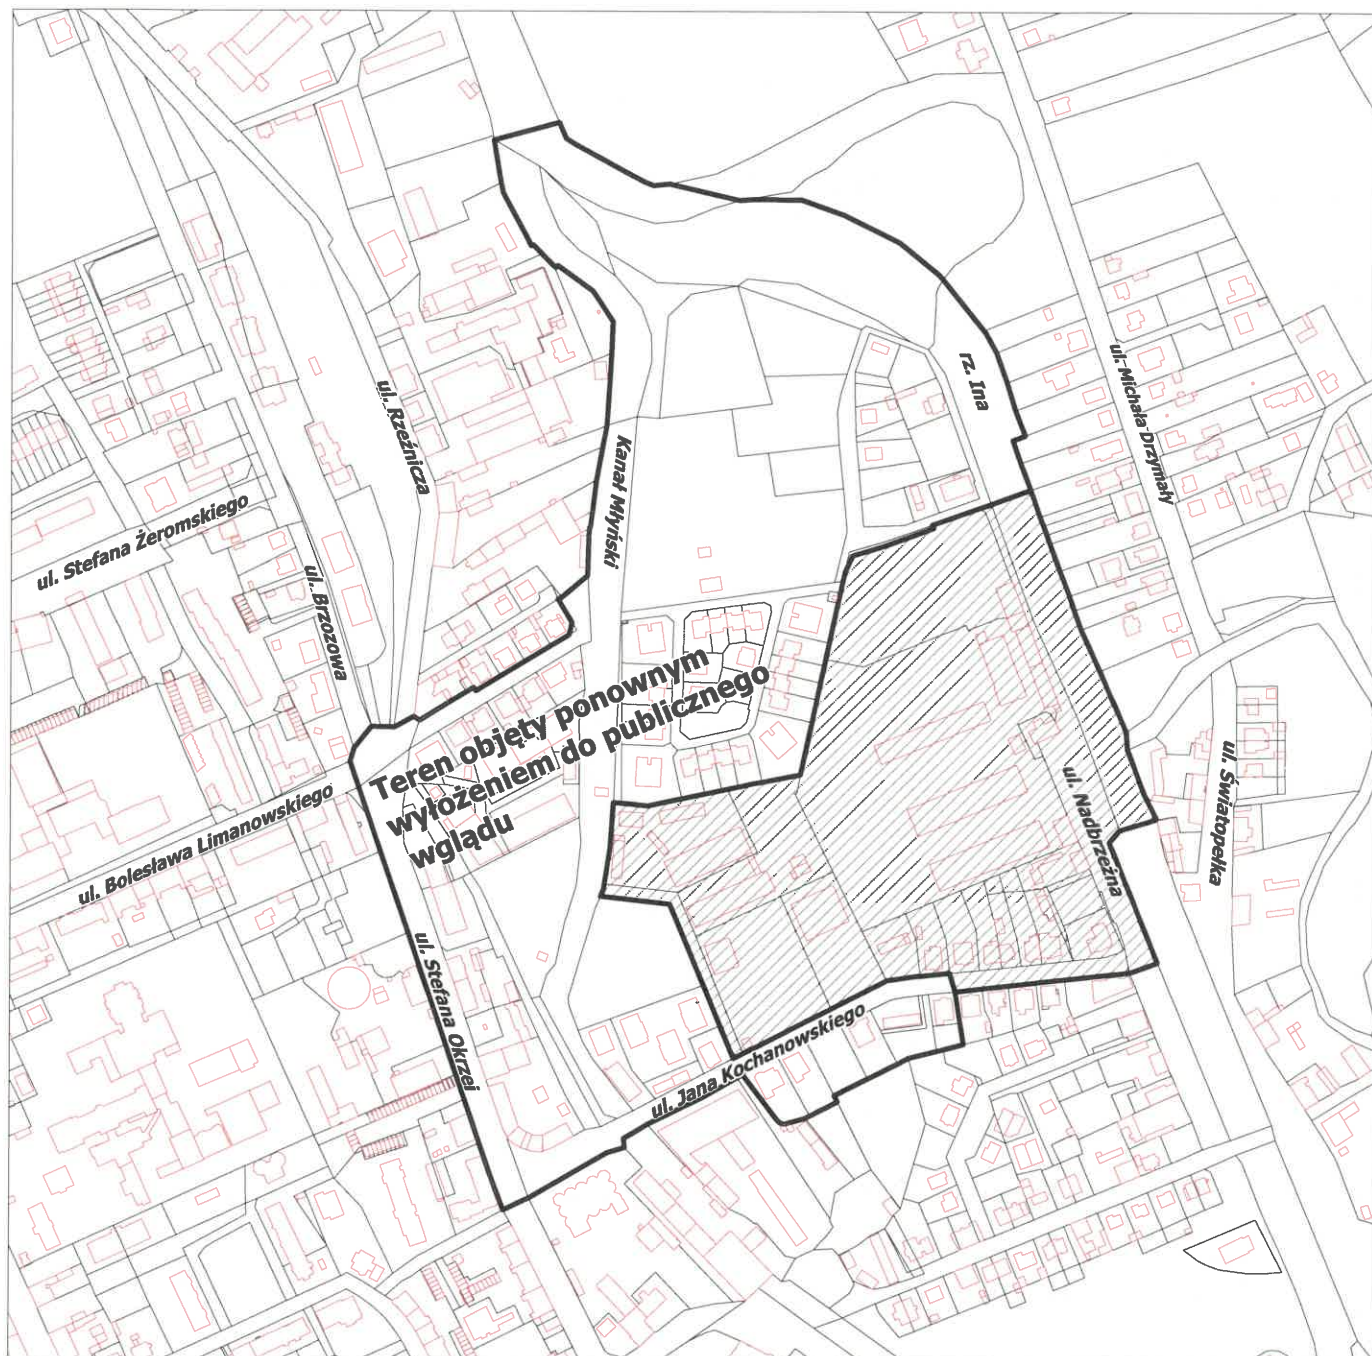 rz. Ina
ul. Michała Drzymały
ul. Rzeźnicza
Kanał Młyński
ul. Stefana Żeromskiego
ul. Brzozowa
Teren objęty ponownym
wyłożeniem do publicznego
wglądu
ul. Nadbrzeżna
ul. Światopełka
ul. Bolesława Limanowskiego
ul. Stefana Okrzei
ul. Jana Kochanowskiego